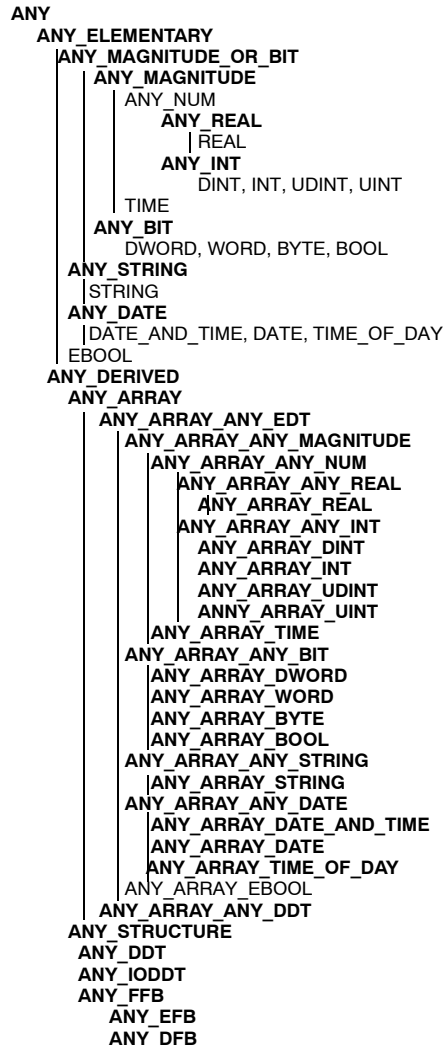 ANY
ANY_ELEMENTARY
ANY_MAGNITUDE_OR_BIT
ANY_MAGNITUDE
ANY_NUM
ANY_REAL
REAL
ANY_INT
DINT, INT, UDINT, UINT
TIME
ANY_BIT
DWORD, WORD, BYTE, BOOL
ANY_STRING
STRING
ANY_DATE
DATE_AND_TIME, DATE, TIME_OF_DAY
EBOOL
ANY_DERIVED
ANY_ARRAY
ANY_ARRAY_ANY_EDT
ANY_ARRAY_ANY_MAGNITUDE
ANY_ARRAY_ANY_NUM
ANY_ARRAY_ANY_REAL
ANY_ARRAY_REAL
ANY_ARRAY_ANY_INT
ANY_ARRAY_DINT
ANY_ARRAY_INT
ANY_ARRAY_UDINT
ANNY_ARRAY_UINT
ANY_ARRAY_TIME
ANY_ARRAY_ANY_BIT
ANY_ARRAY_DWORD
ANY_ARRAY_WORD
ANY_ARRAY_BYTE
ANY_ARRAY_BOOL
ANY_ARRAY_ANY_STRING
ANY_ARRAY_STRING
ANY_ARRAY_ANY_DATE
ANY_ARRAY_DATE_AND_TIME
ANY_ARRAY_DATE
ANY_ARRAY_TIME_OF_DAY
ANY_ARRAY_EBOOL
ANY_ARRAY_ANY_DDT
ANY_STRUCTURE
ANY_DDT
ANY_IODDT
ANY_FFB
ANY_EFB
ANY_DFB